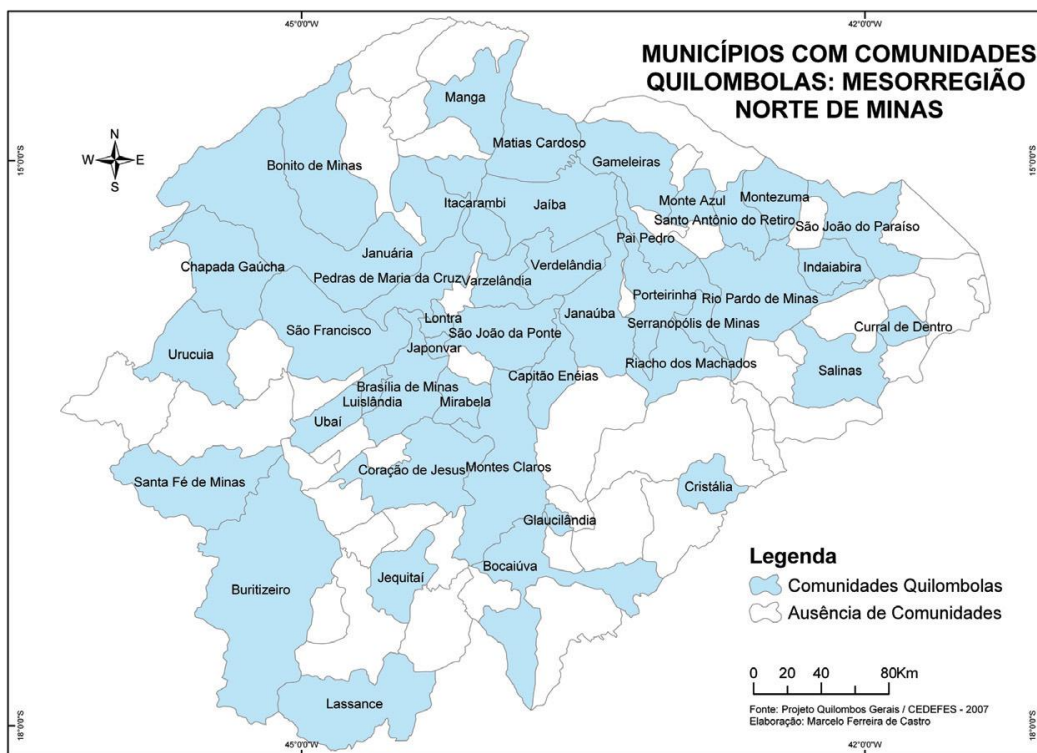 45°0'0"W
42°0'0"W
MUNICÍPIOS COM COMUNIDADES
QUILOMBOLAS: MESORREGIÃO
NORTE DE MINAS
N
W E
S
15°0'0"S
15°0'0"S
Manga
Matias Cardoso
Bonito de Minas
Gameleiras
Monte Azul
Montezuma
Itacarambi
Jaíba
Santo Antônio do Retiro
São João do Paraíso
Pai Pedro
Januária
Chapada Gaúcha
Verdelândia
Indaiabira
Pedras de Maria da Cruz
Varzelândia
Porteirinha
Rio Pardo de Minas
Lontra
Janaúba
São Francisco
São João da Ponte
Serranópolis de Minas
Curral de Dentro
Urucuia
Japonvar
Riacho dos Machados
Salinas
Capitão Enéias
Brasília de Minas
Luislândia
Mirabela
Ubaí
Coração de Jesus
Montes Claros
Santa Fé de Minas
Cristália
Glaucilândia
Bocaiúva
Jequitaí
Buritizeiro
Lassance
Legenda
Comunidades Quilombolas
Ausência de Comunidades
0 20 40 80Km
Fonte: Projeto Quilombos Gerais / CEDEFES - 2007
Elaboração: Marcelo Ferreira de Castro
18°0'0"S
18°0'0"S
45°0'0"W
42°0'0"W